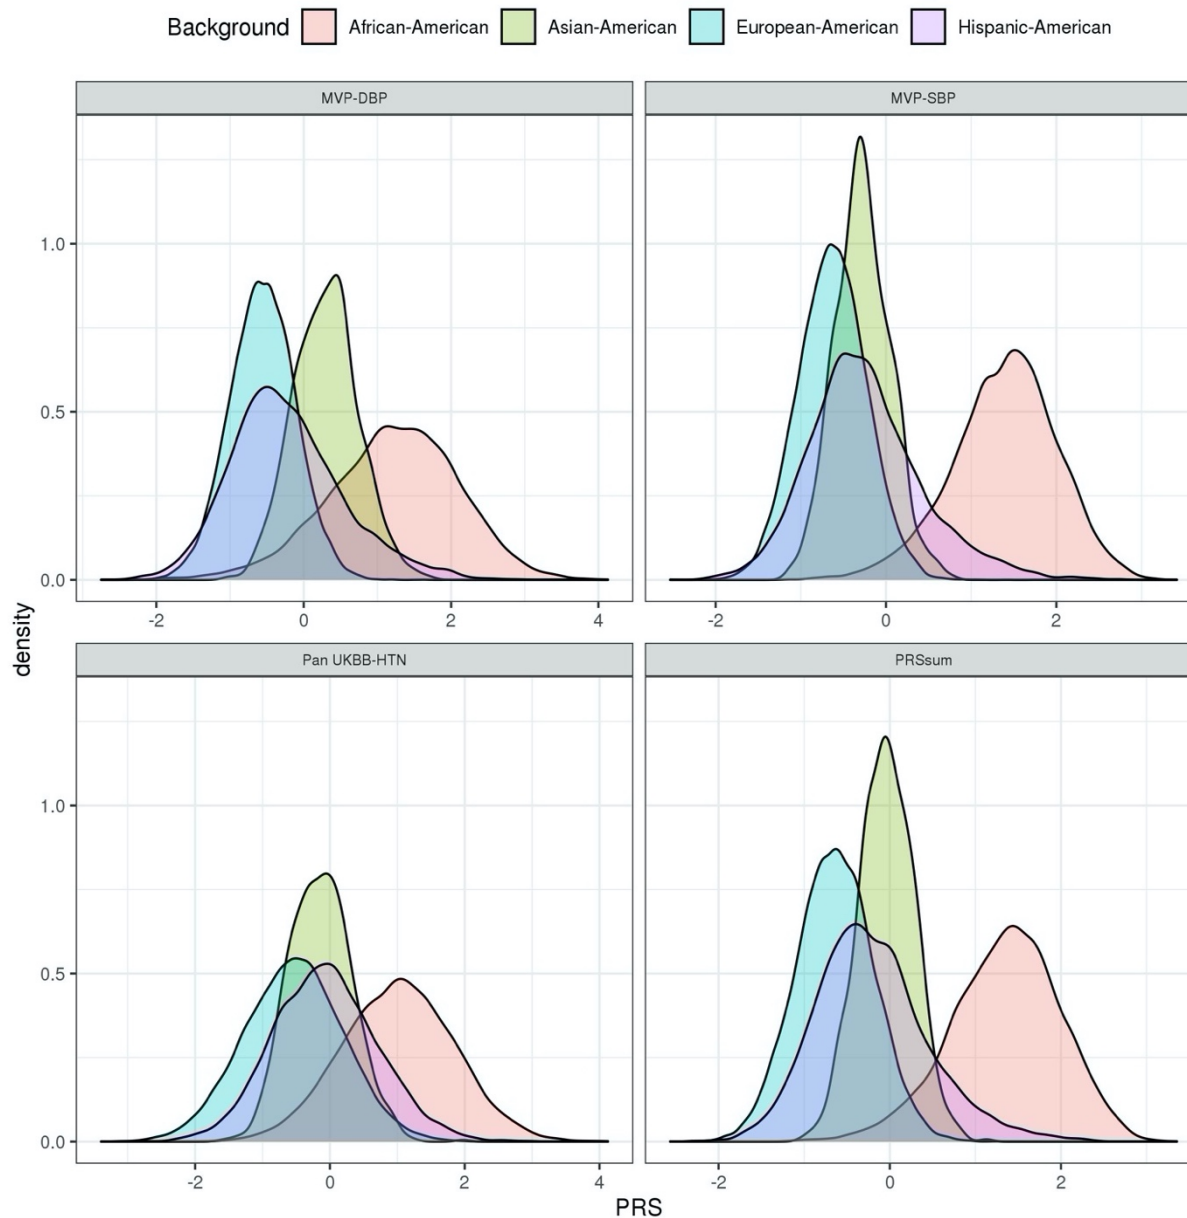 Background African-American Asian-American European-American Hispanic-American
MVP-DBP
MVP-SBP
1.0
0.5
0.0
-2 0 2 4
-2 0 2
density
Pan UKBB-HTN
PRSsum
1.0
0.5
0.0
-2 0 2 4
-2 0 2
PRS